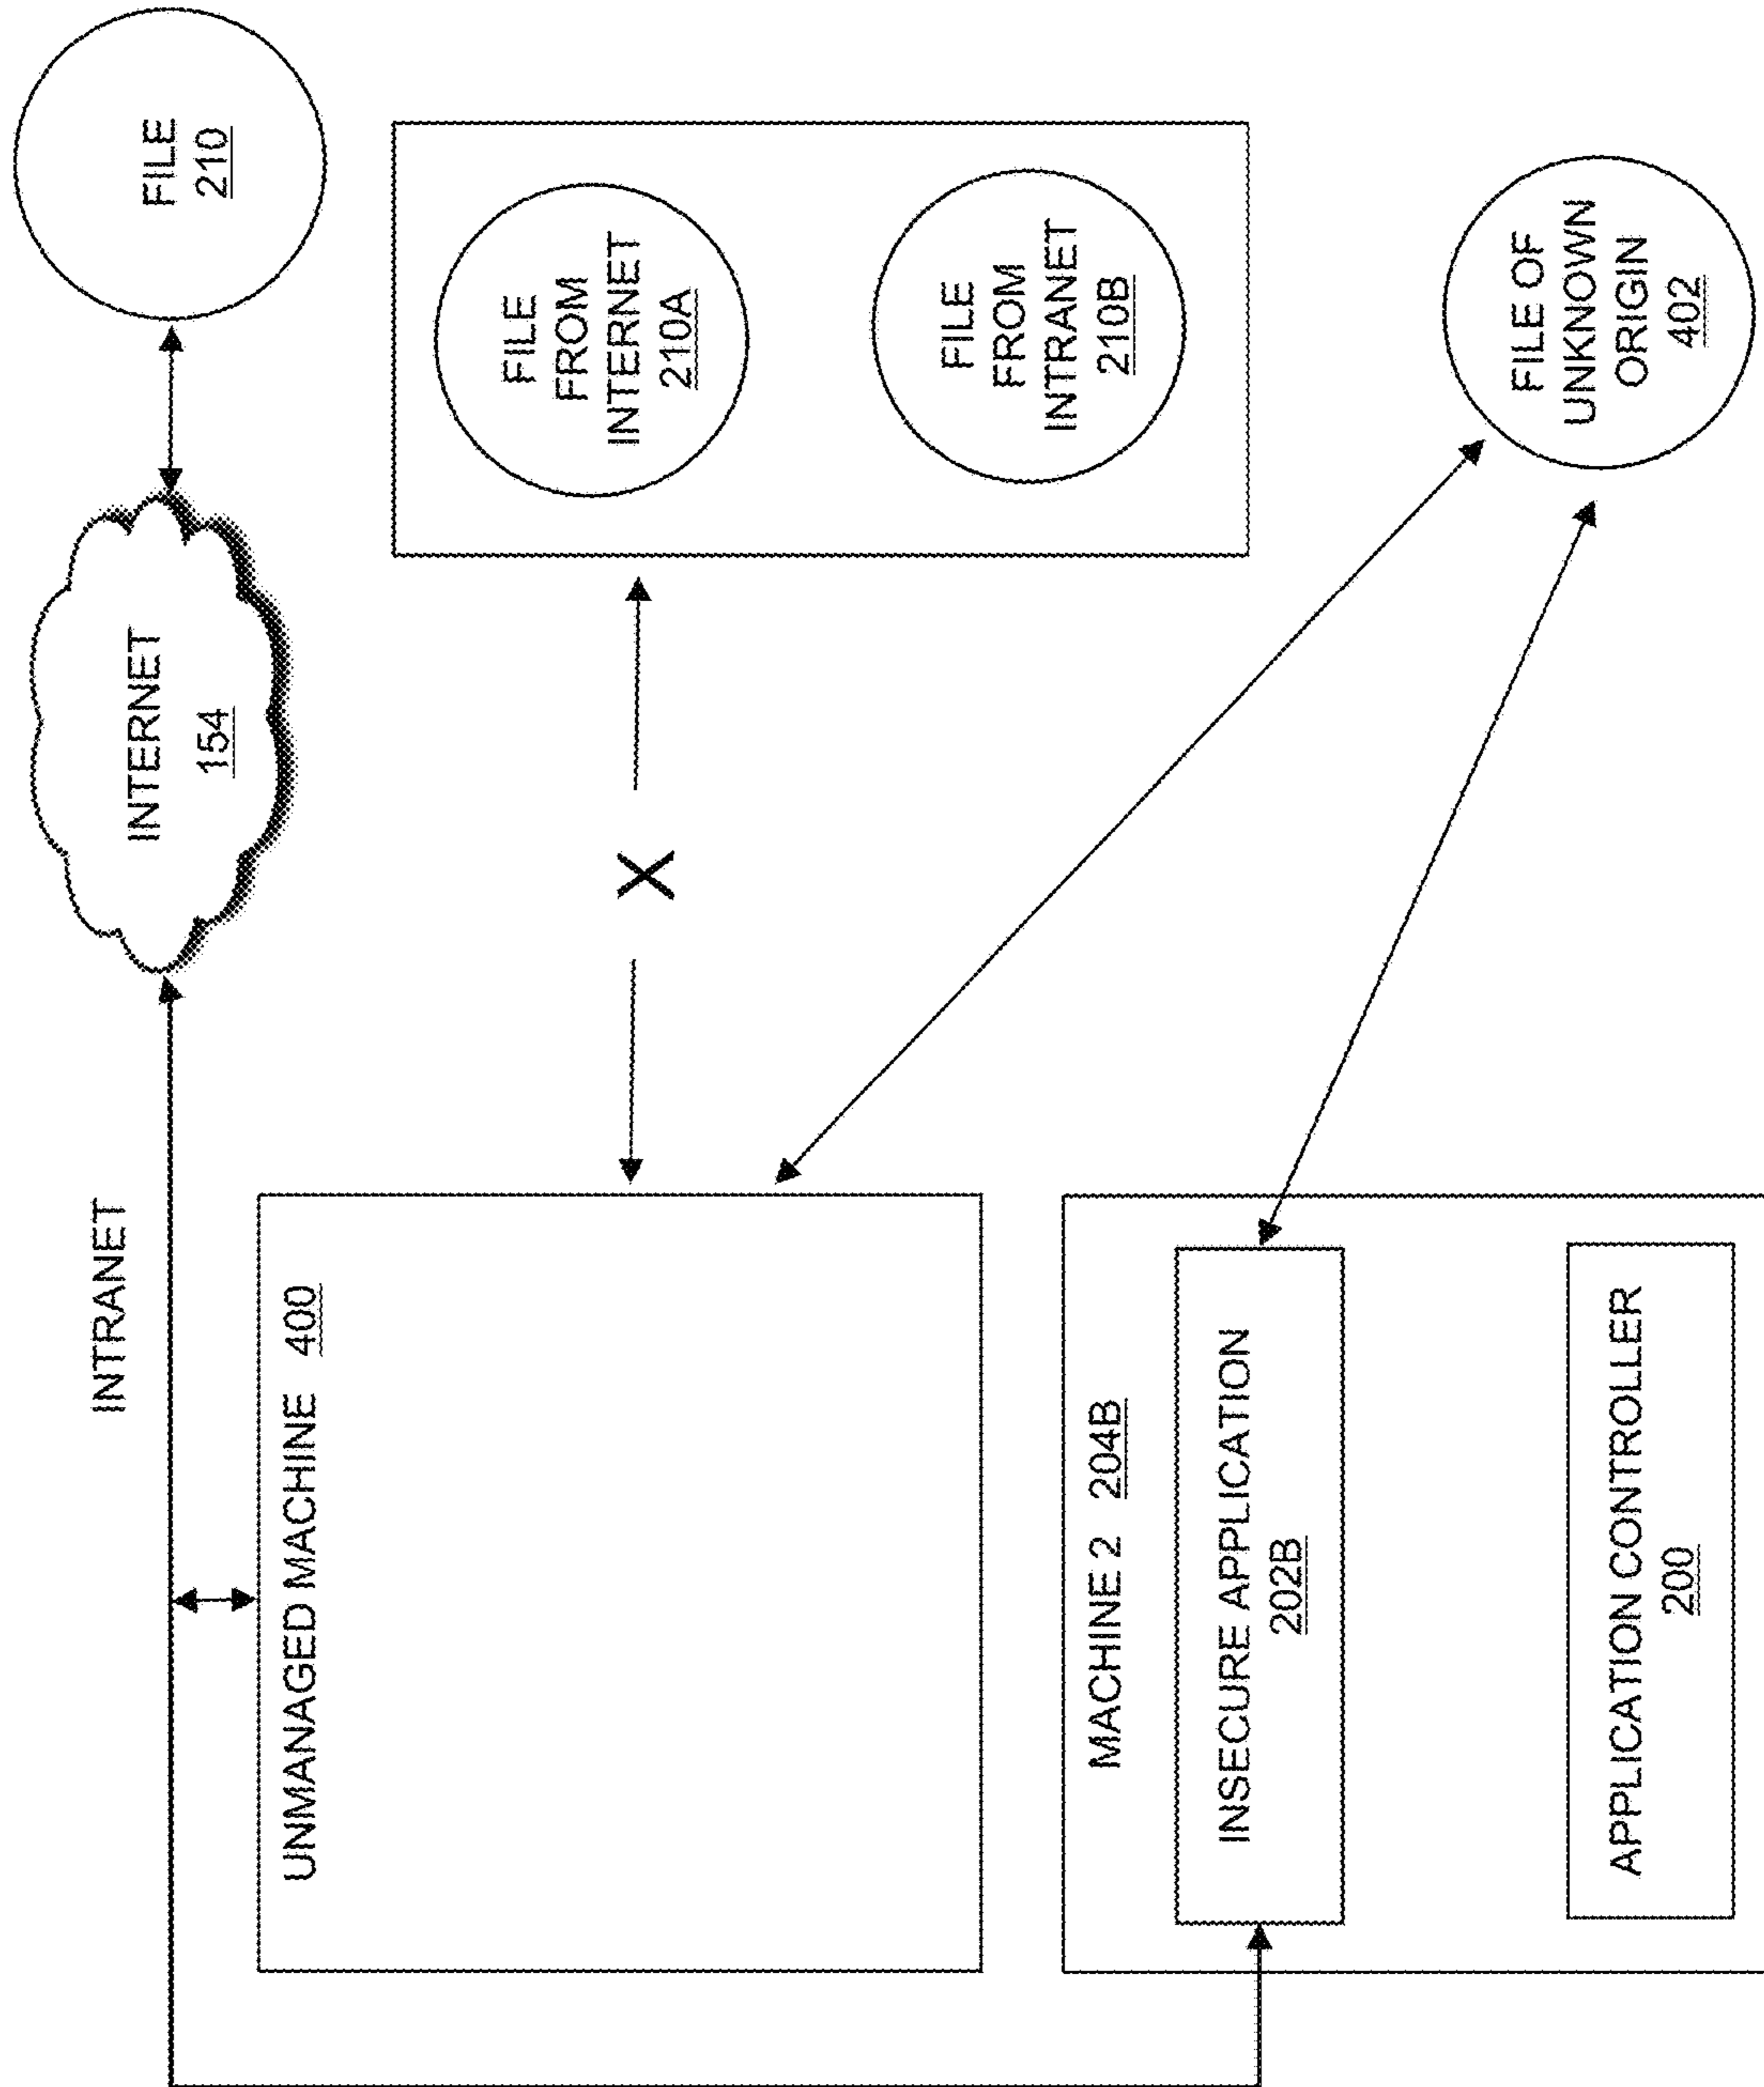 INTRANET
INTERNET
154
FILE
210
UNMANAGED MACHINE 400
X
FILE
FROM
INTERNET
210A
FILE
FROM
INTRANET
210B
MACHINE 2 204B
INSECURE APPLICATION
202B
APPLICATION CONTROLLER
200
FILE OF
UNKNOWN
ORIGIN
402